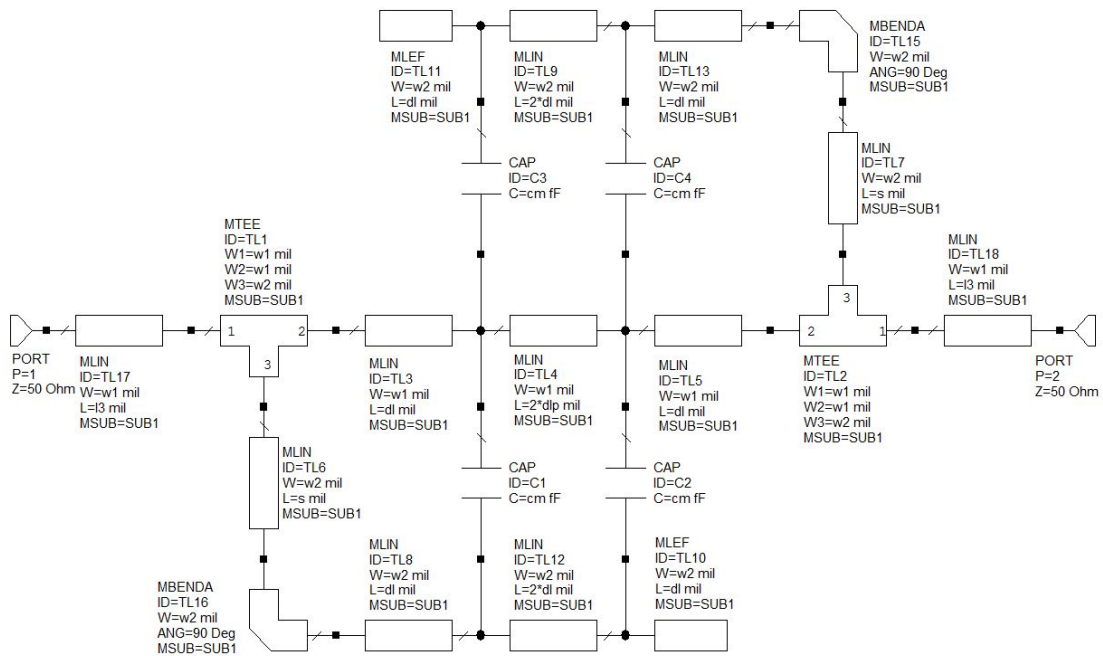 MLEF
ID=TL11
W=w2 mil
L=dl mil
MSUB=SUB1
MLIN
ID=TL9
W=w2 mil
L=2*dl mil
MSUB=SUB1
MLIN
ID=TL13
W=w2 mil
L=dl mil
MSUB=SUB1
MBENDA
ID=TL15
W=w2 mil
ANG=90 Deg
MSUB=SUB1
CAP
ID=C3
C=cm fF
CAP
ID=C4
C=cm fF
MLIN
ID=TL7
W=w2 mil
L=s mil
MSUB=SUB1
MTEE
ID=TL1
W1=w1 mil
W2=w1 mil
W3=w2 mil
MSUB=SUB1
MLIN
ID=TL18
W=w1 mil
L=l3 mil
MSUB=SUB1
1
2
3
3
2
1
PORT
P=1
Z=50 Ohm
MLIN
ID=TL17
W=w1 mil
L=l3 mil
MSUB=SUB1
MLIN
ID=TL3
W=w1 mil
L=dl mil
MSUB=SUB1
MLIN
ID=TL4
W=w1 mil
L=2*dlp mil
MSUB=SUB1
MLIN
ID=TL5
W=w1 mil
L=dl mil
MSUB=SUB1
MTEE
ID=TL2
W1=w1 mil
W2=w1 mil
W3=w2 mil
MSUB=SUB1
PORT
P=2
Z=50 Ohm
MLIN
ID=TL6
W=w2 mil
L=s mil
MSUB=SUB1
CAP
ID=C1
C=cm fF
CAP
ID=C2
C=cm fF
MBENDA
ID=TL16
W=w2 mil
ANG=90 Deg
MSUB=SUB1
MLIN
ID=TL8
W=w2 mil
L=dl mil
MSUB=SUB1
MLIN
ID=TL12
W=w2 mil
L=2*dl mil
MSUB=SUB1
MLEF
ID=TL10
W=w2 mil
L=dl mil
MSUB=SUB1